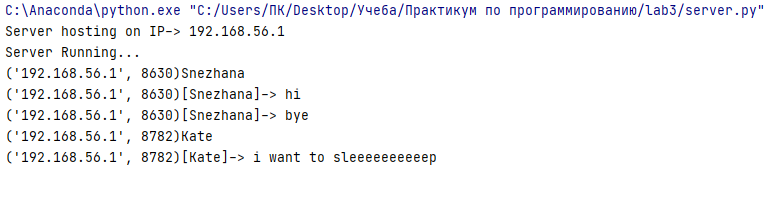 C:\Anaconda\python.exe "C:/Users/ПК/Desktop/Учеба/Практикум по программированию/lab3/server.py"
Server hosting on IP-> 192.168.56.1
Server Running...
('192.168.56.1', 8630)Snezhana
('192.168.56.1', 8630)[Snezhana]-> hi
('192.168.56.1', 8630)[Snezhana]-> bye
('192.168.56.1', 8782)Kate
('192.168.56.1', 8782)[Kate]-> i want to sleeeeeeeeeep